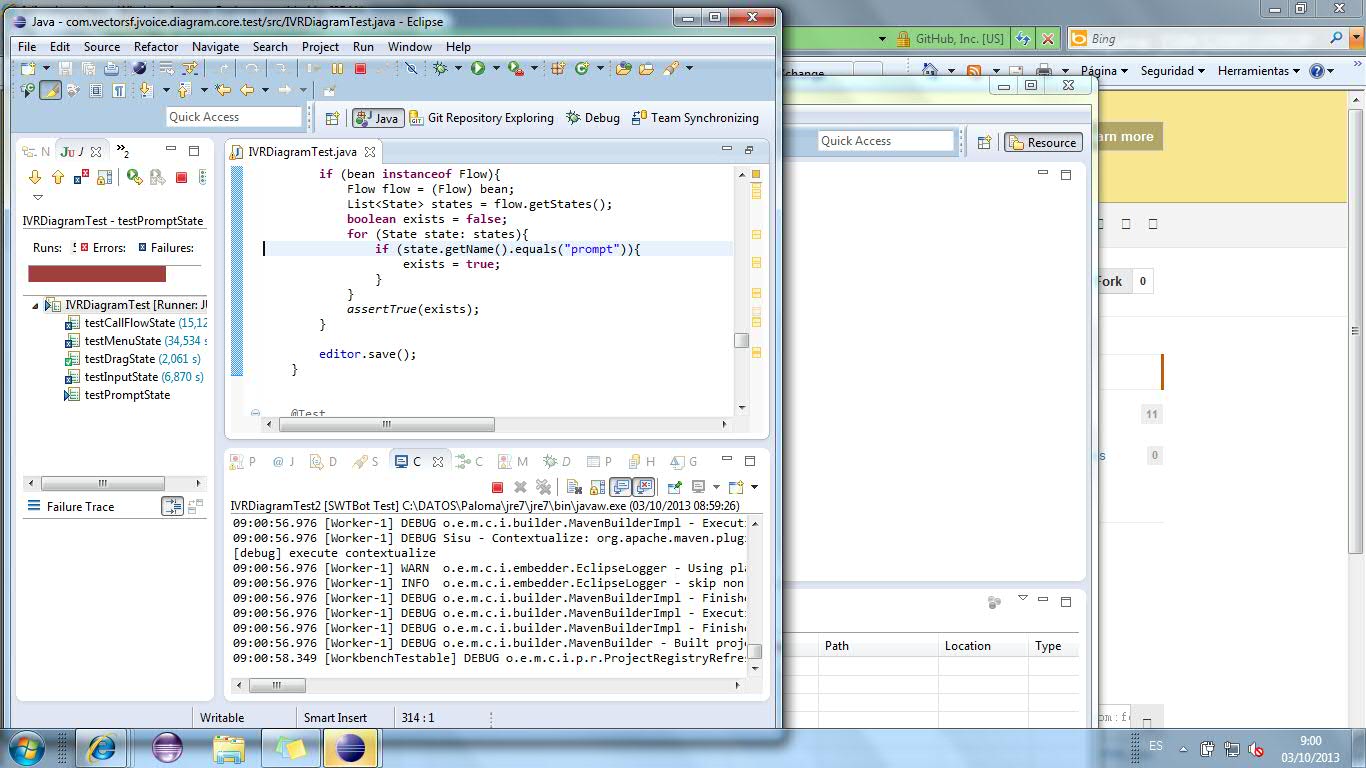 Java - com.vectorsf.jvoice.diagram.core.test/src/IVRDiagramTest.java - Eclipse
File Edit Source Refactor Navigate Search Project Run Window Help
Quick Access
Java Git Repository Exploring Debug Team Synchronizing
N J
2
IVRDiagramTest - testPromptState
Runs: Errors: Failures:
IVRDiagramTest [Runner: JU
testCallFlowState (15,12
testMenuState (34,534 s
testDragState (2,061 s)
testInputState (6,870 s)
testPromptState
Failure Trace
IVRDiagramTest.java
if (bean instanceof Flow){
Flow flow = (Flow) bean;
List<State> states = flow.getStates();
boolean exists = false;
for (State state: states){
if (state.getName().equals("prompt")){
exists = true;
}
}
assertTrue(exists);
}
editor.save();
}
@Test
P J D S C C M D P H G
IVRDiagramTest2 [SWTBot Test] C:\DATOS\Paloma\jre7\jre7\bin\javaw.exe (03/10/2013 08:59:26)
09:00:56.976 [Worker-1] DEBUG o.e.m.c.i.builder.MavenBuilderImpl - Executi
09:00:56.976 [Worker-1] DEBUG Sisu - Contextualize: org.apache.maven.plug
[debug] execute contextualize
09:00:56.976 [Worker-1] WARN o.e.m.c.i.embedder.EclipseLogger - Using pla
09:00:56.976 [Worker-1] INFO o.e.m.c.i.embedder.EclipseLogger - skip non
09:00:56.976 [Worker-1] DEBUG o.e.m.c.i.builder.MavenBuilderImpl - Finishe
09:00:56.976 [Worker-1] DEBUG o.e.m.c.i.builder.MavenBuilderImpl - Executi
09:00:56.976 [Worker-1] DEBUG o.e.m.c.i.builder.MavenBuilderImpl - Finishe
09:00:56.976 [Worker-1] DEBUG o.e.m.c.i.builder.MavenBuilder - Built proje
09:00:58.349 [WorkbenchTestable] DEBUG o.e.m.c.i.p.r.ProjectRegistryRefres
Writable Smart Insert 314 : 1
GitHub, Inc. [US] Bing
Página Seguridad Herramientas
Quick Access Resource
arn more
Fork 0
11
s 0
Path Location Type
ES 9:00
03/10/2013